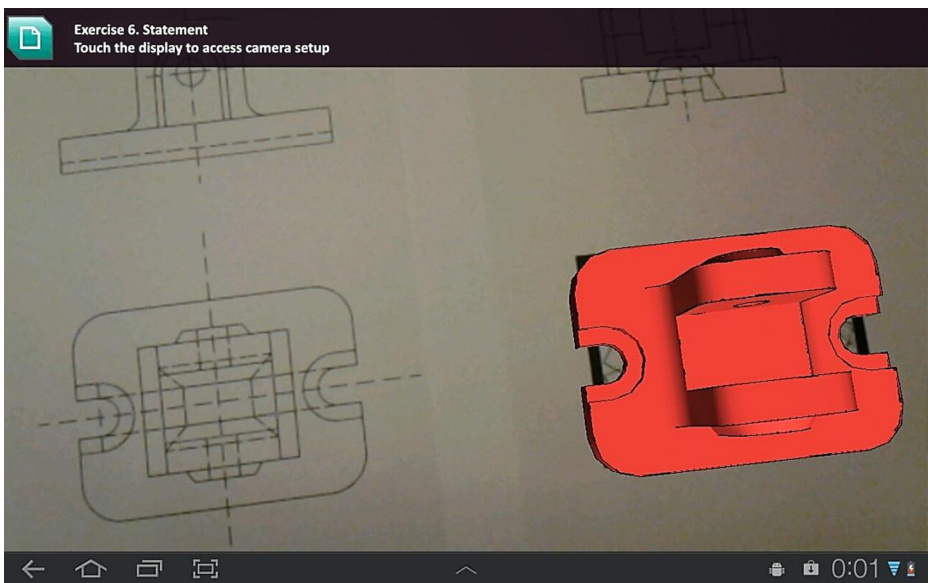 Exercise 6. Statement
Touch the display to access camera setup
0:01